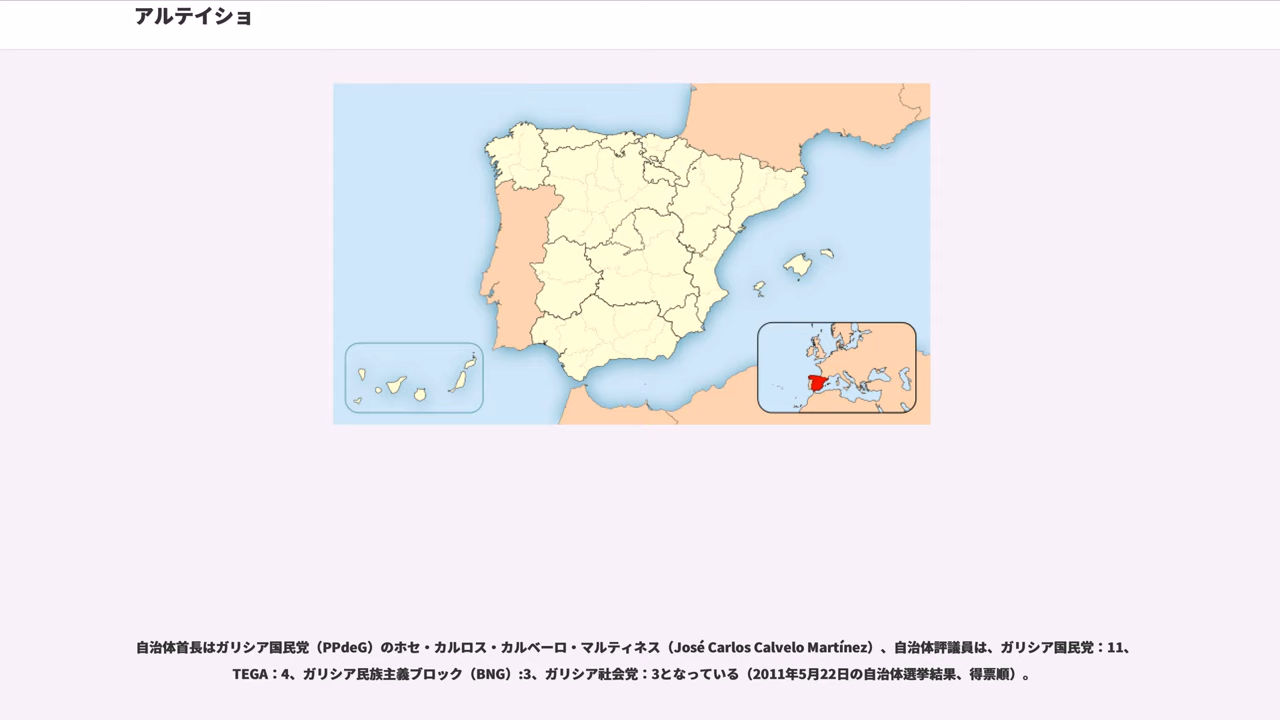 アルテイショ
自治体首長はガリシア国民党（PPdeG）のホセ・カルロス・カルベーロ・マルティネス（José Carlos Calvelo Martínez）、自治体評議員は、ガリシア国民党：11、
TEGA：4、ガリシア民族主義ブロック（BNG）:3、ガリシア社会党：3となっている（2011年5月22日の自治体選挙結果、得票順）。